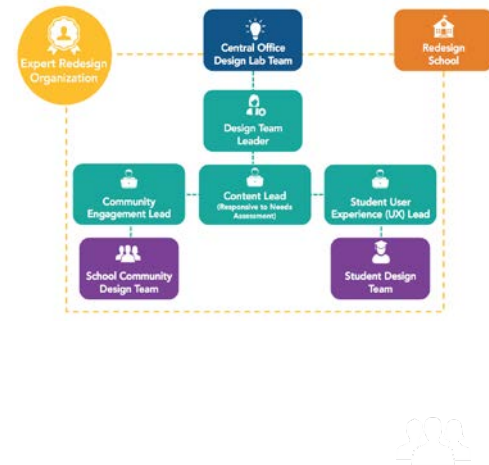 Expert Redesign
Organization
Central Office
Design Lab Team
Redesign
School
Design Team
Leader
Community
Engagement Lead
Content Lead
(Responsive to Needs
Assessment)
Student User
Experience (UX) Lead
School Community
Design Team
Student Design
Team